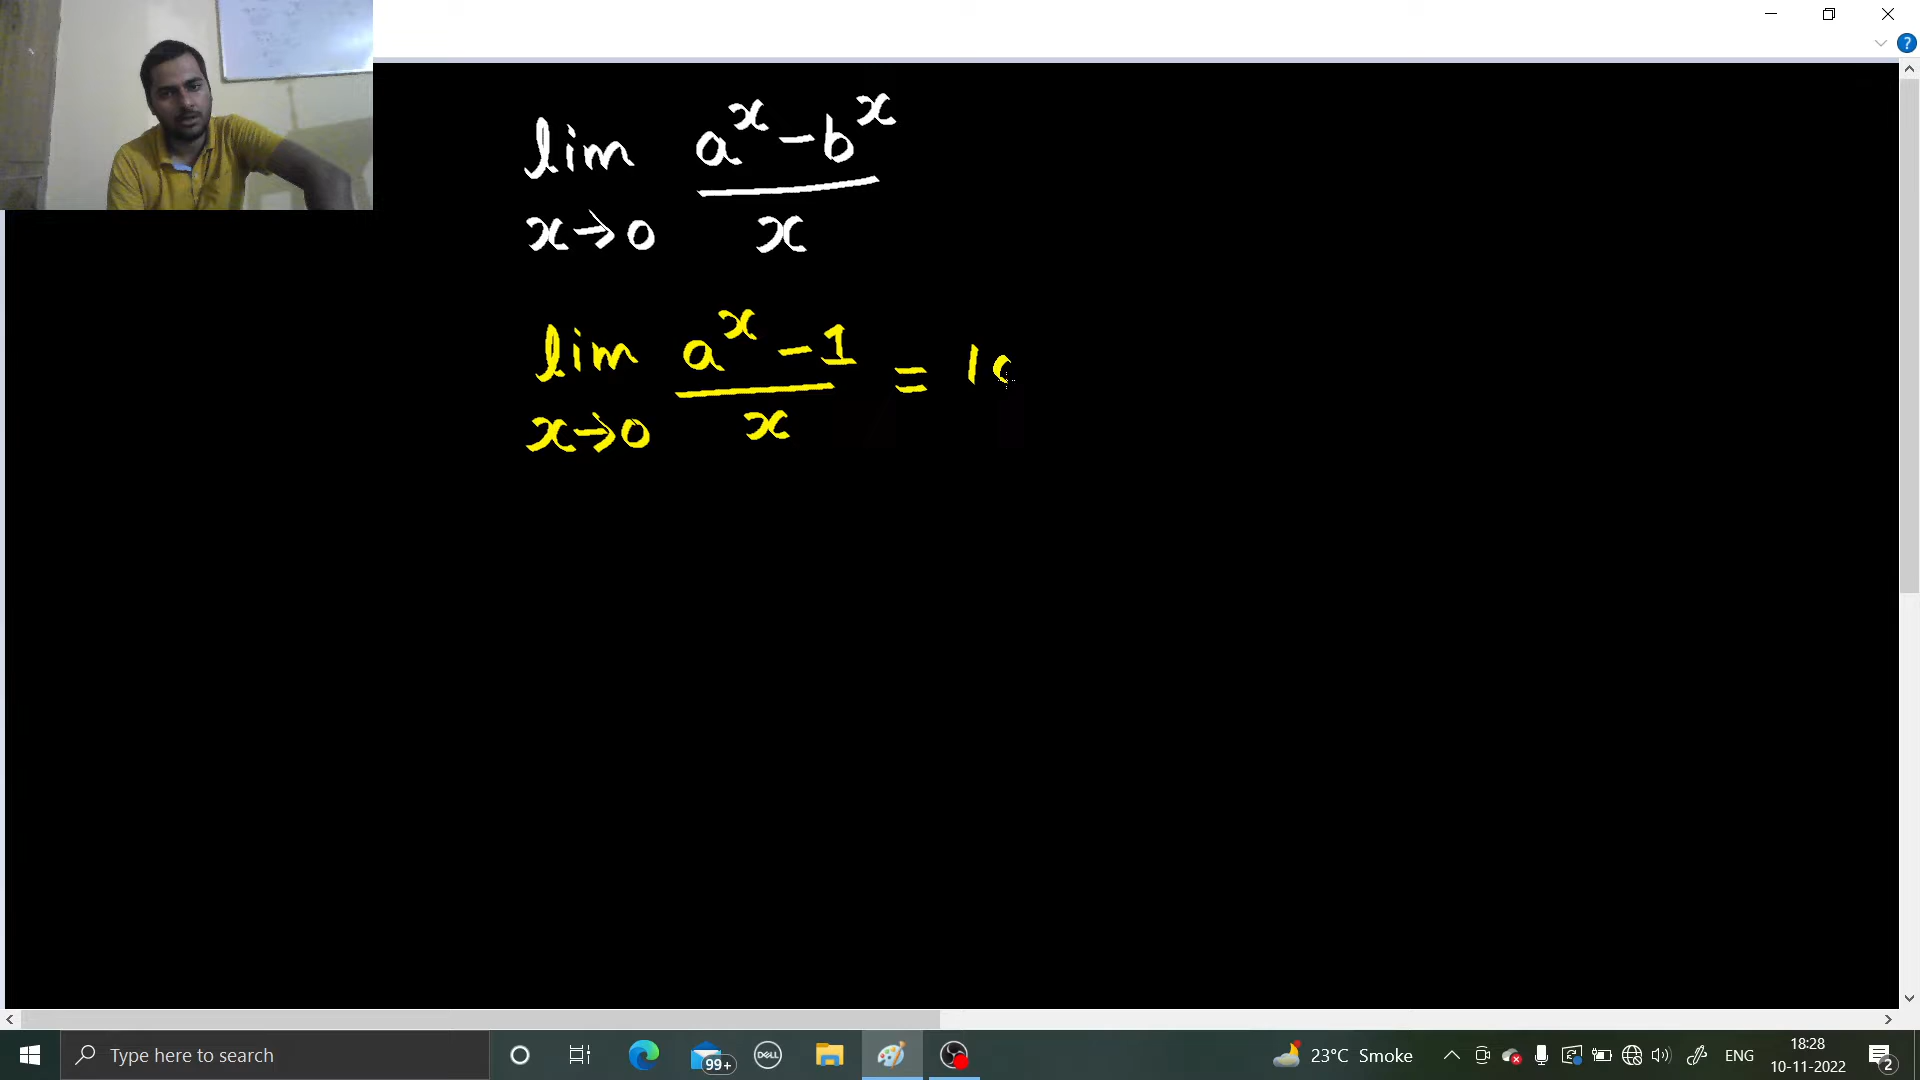 lim a^x - b^x
x→0 x
lim a^x - 1 = lo
x→0 x
Type here to search
99+
DELL
23°C Smoke
ENG
18:28
10-11-2022
2
?